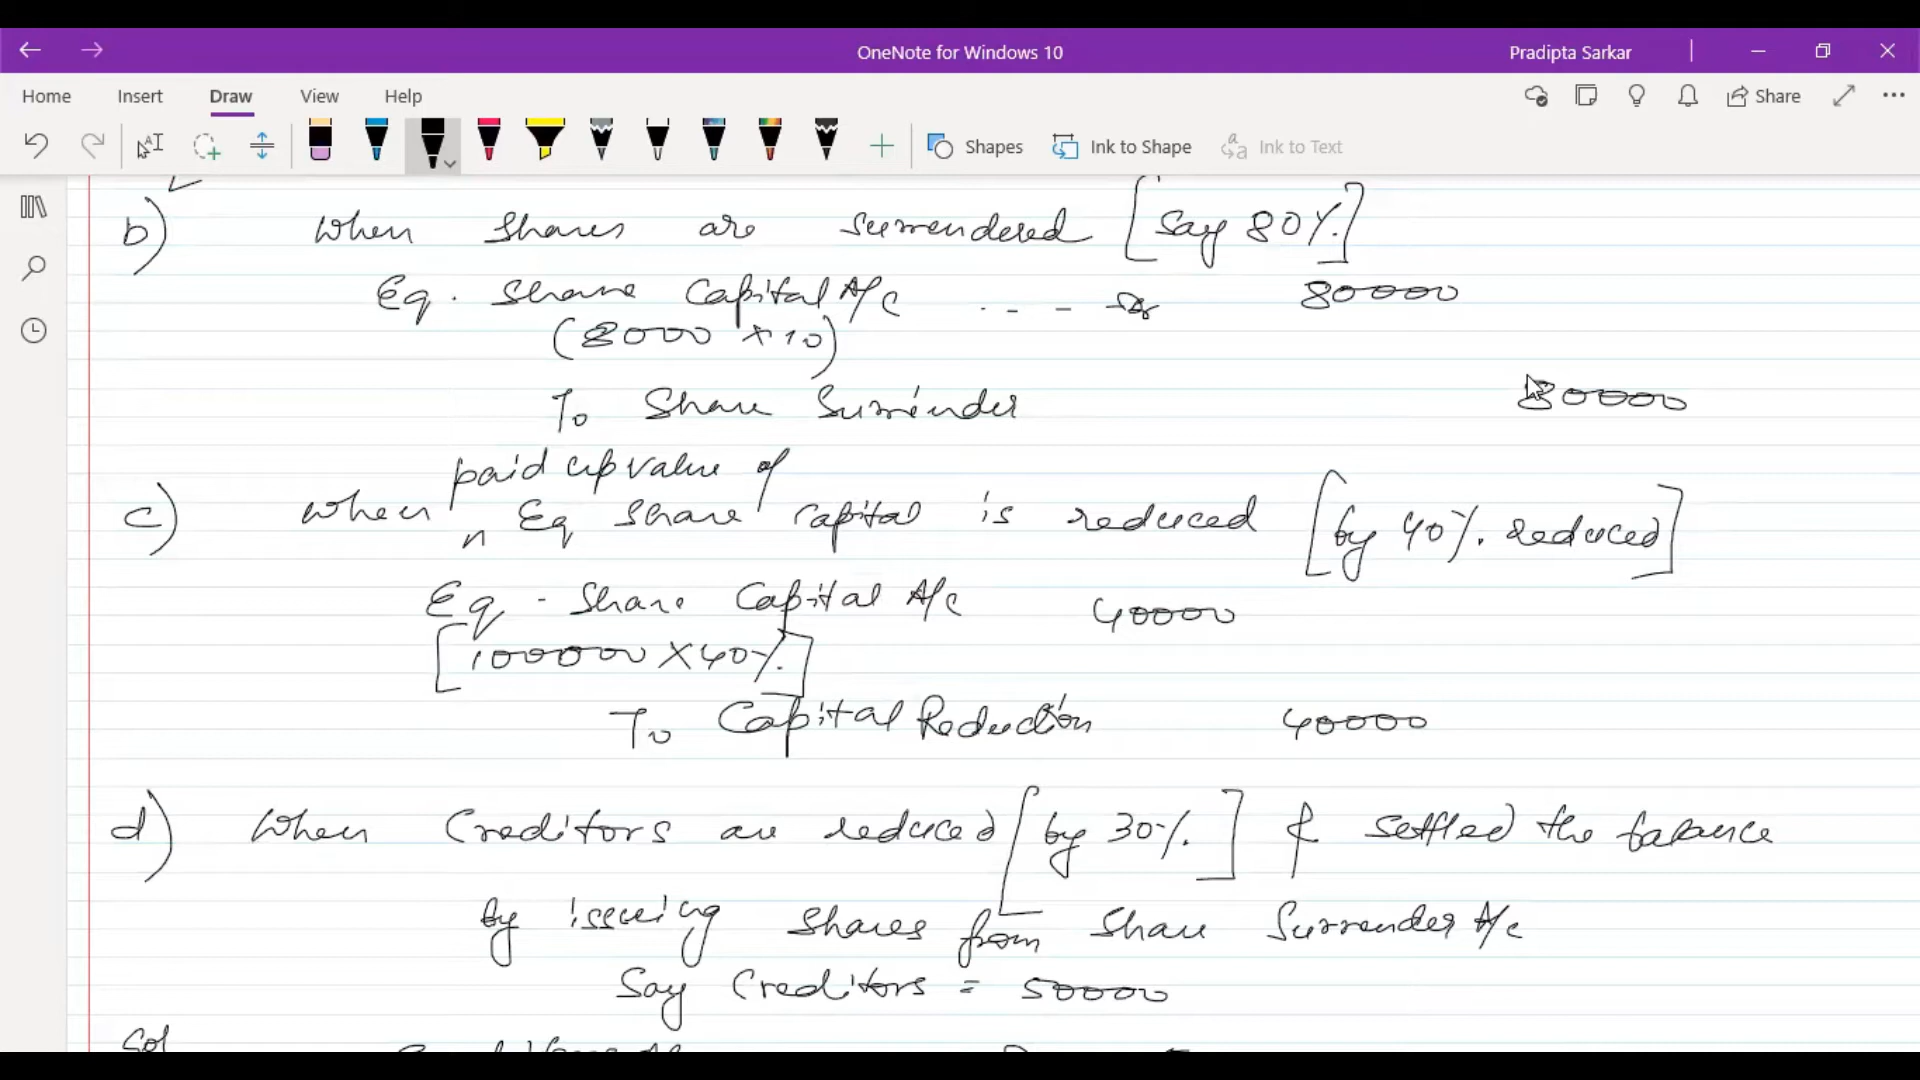 OneNote for Windows 10
Pradipta Sarkar
Home Insert Draw View Help
Share
Shapes Ink to Shape Ink to Text
b) When Shares are Surrendered [Say 80%.]
Eq. Share Capital A/c .. - - Dr 80000
(8000 × 10)
To Share Surrender 80000
paid up value of
c) When n Eq Share Capital is reduced [by 40%. reduced]
Eq. Share Capital A/c 40000
[100000 × 40%.]
To Capital Reduction 40000
d) When Creditors are reduced [by 30%.] & Settled the balance
by issuing Shares from Share Surrender A/c
Say Creditors = 50000
Sol